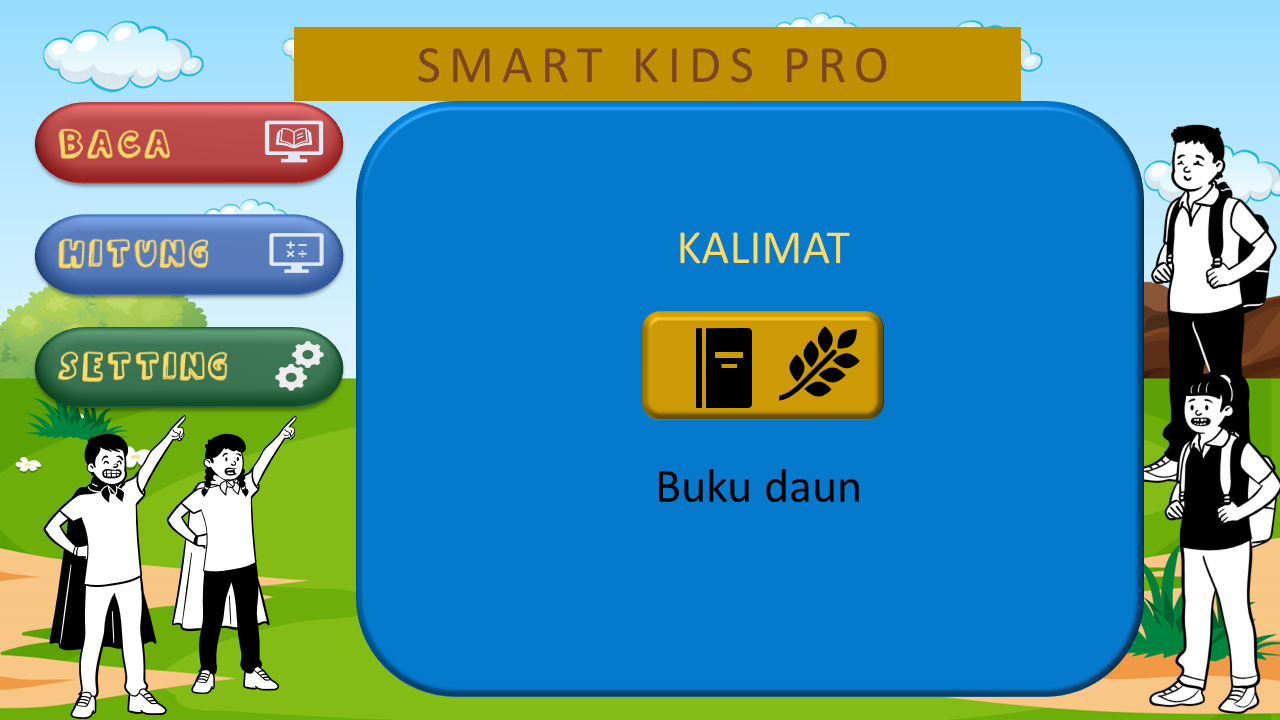 SMART KIDS PRO
BACA
HITUNG
SETTING
KALIMAT
Buku daun